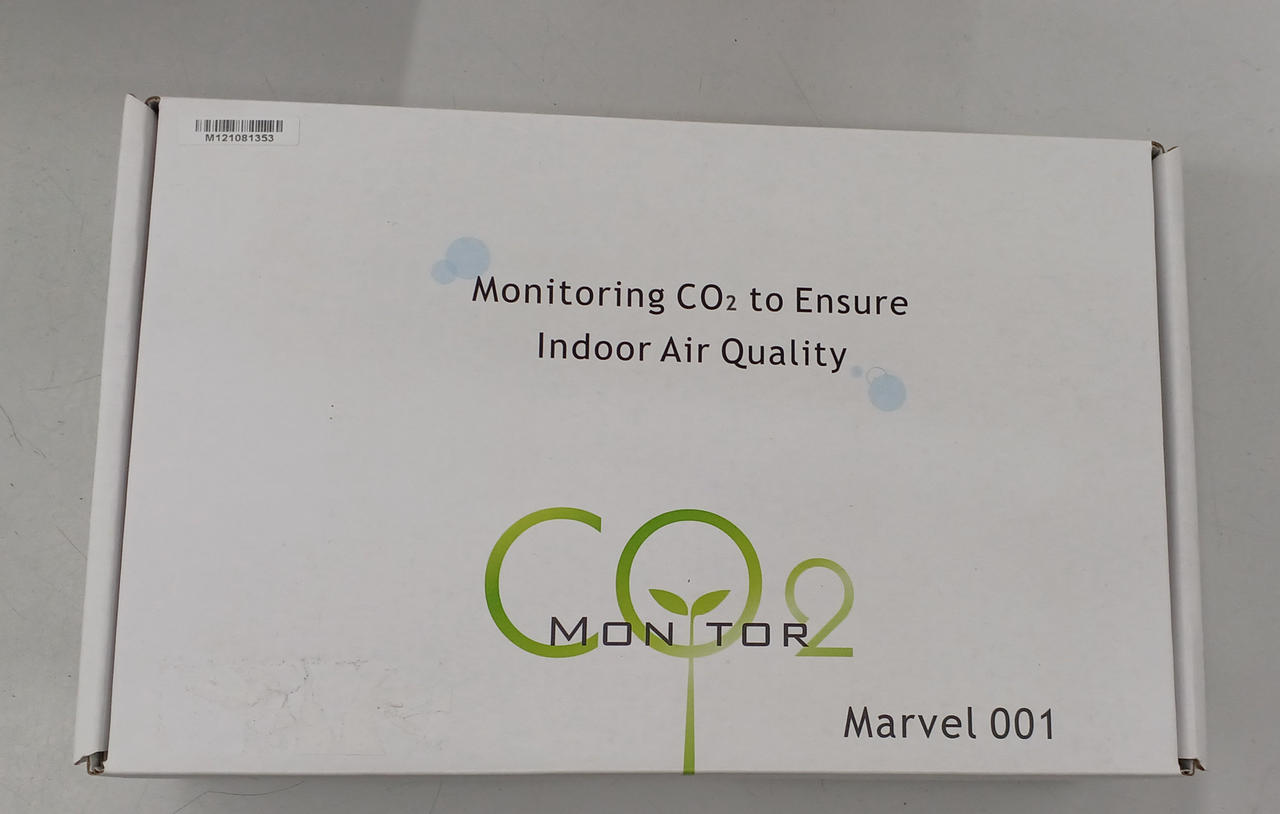 M121081353
Monitoring CO₂ to Ensure
Indoor Air Quality
CO2
MONITOR
Marvel 001